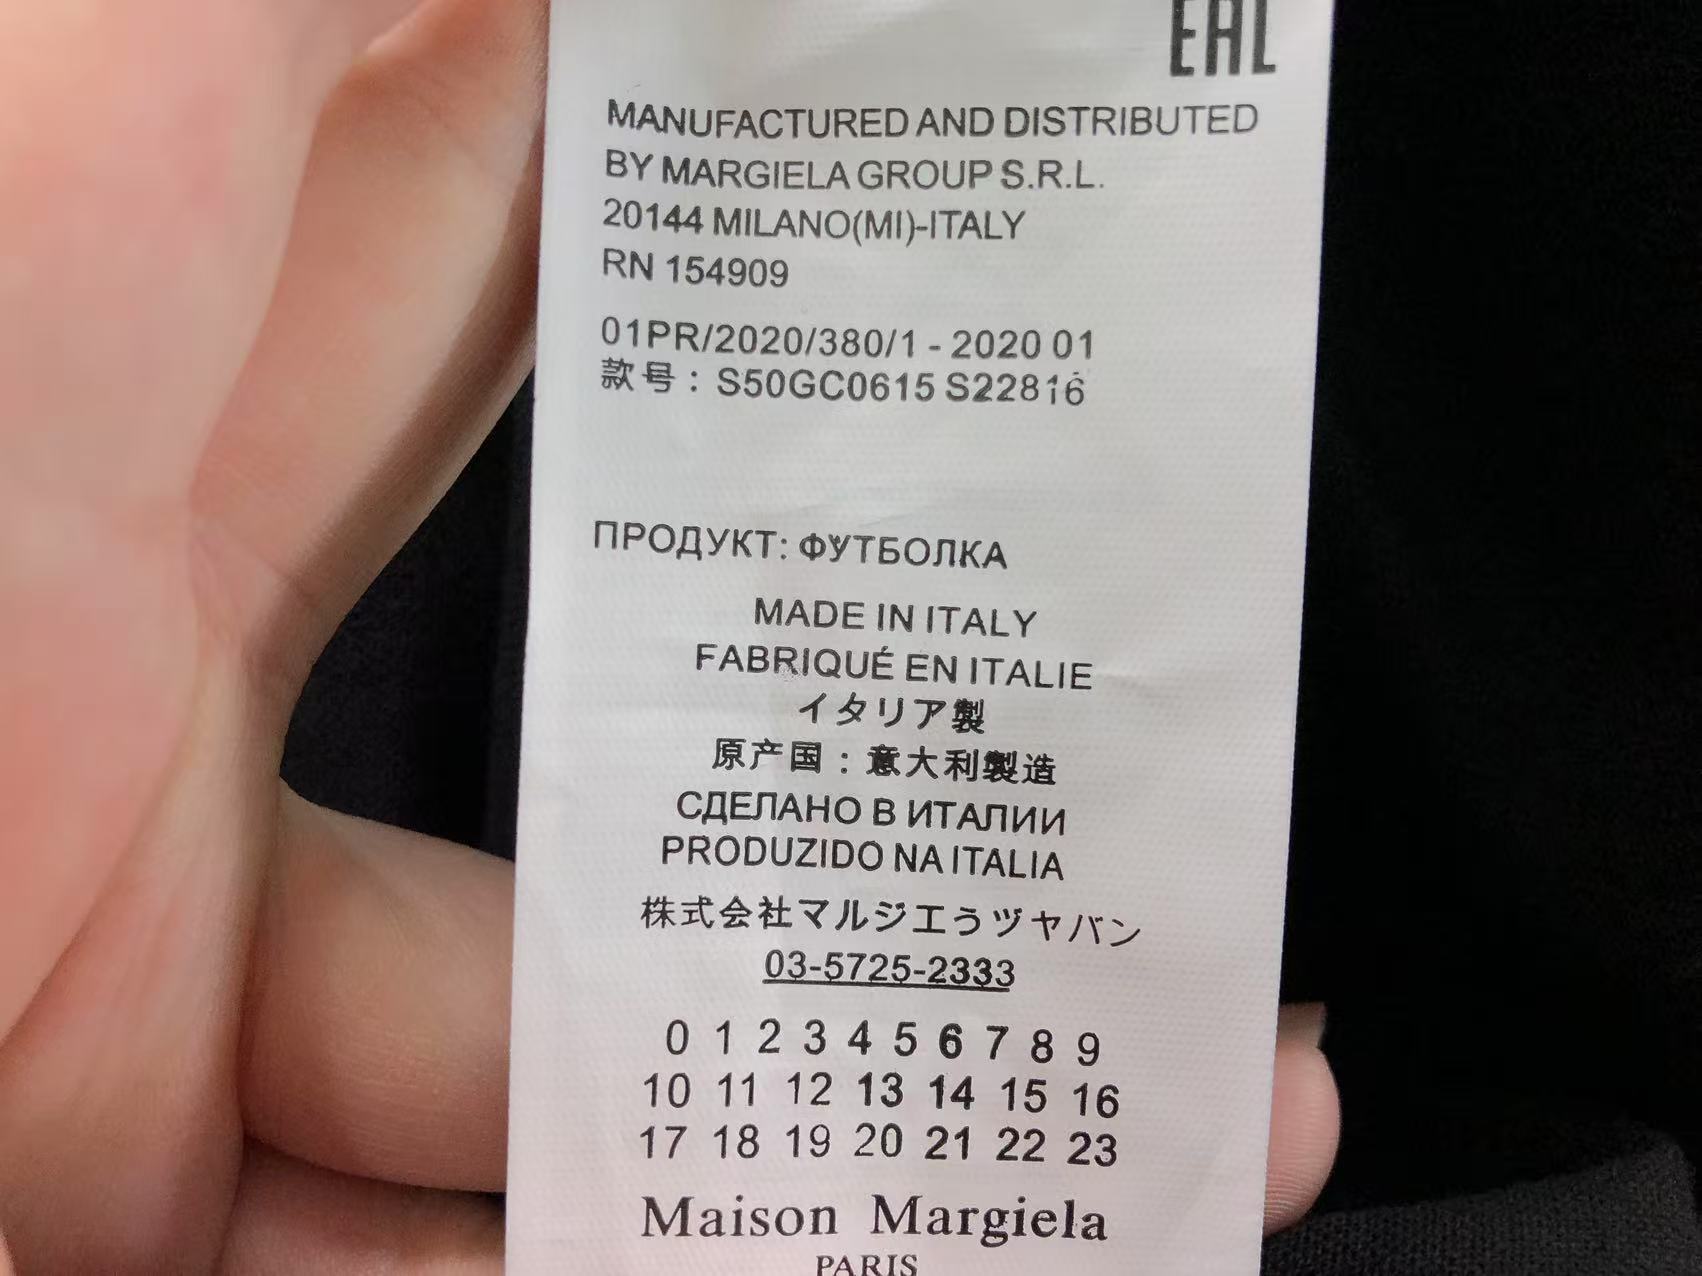 EAC
MANUFACTURED AND DISTRIBUTED
BY MARGIELA GROUP S.R.L.
20144 MILANO(MI)-ITALY
RN 154909
01PR/2020/380/1 - 2020 01
款号：S50GC0615 S22816
ПРОДУКТ: ФУТБОЛКА
MADE IN ITALY
FABRIQUÉ EN ITALIE
イタリア製
原产国：意大利製造
СДЕЛАНО В ИТАЛИИ
PRODUZIDO NA ITALIA
株式会社マルジエうヅヤバン
03-5725-2333
0 1 2 3 4 5 6 7 8 9
10 11 12 13 14 15 16
17 18 19 20 21 22 23
Maison Margiela
PARIS